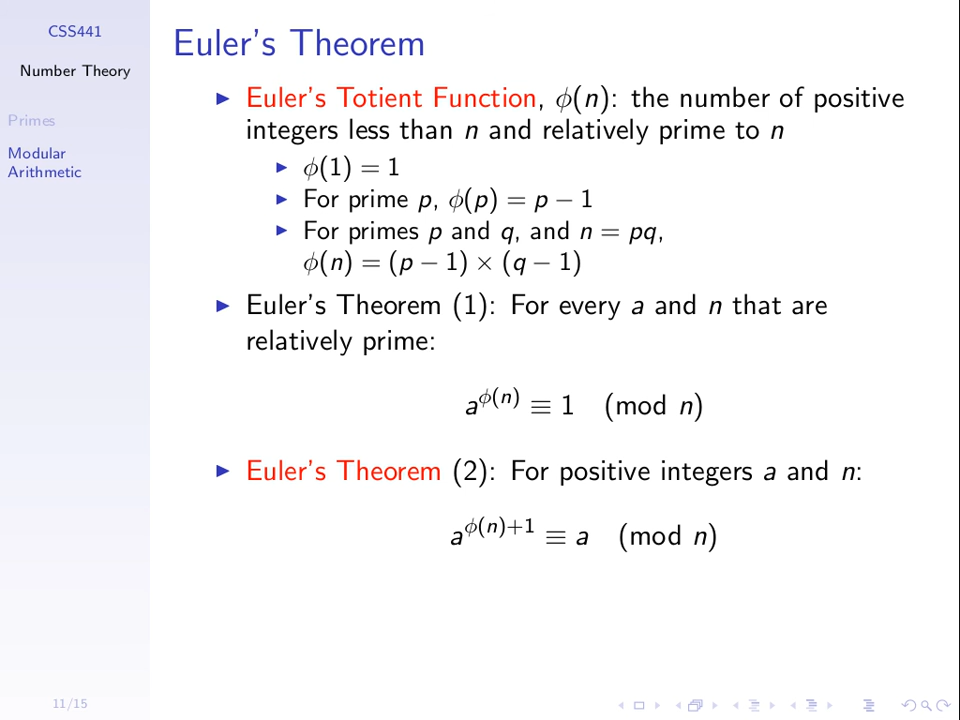 CSS441
Number Theory
Primes
Modular
Arithmetic
Euler's Theorem
Euler's Totient Function, ϕ(n): the number of positive
integers less than n and relatively prime to n
ϕ(1) = 1
For prime p, ϕ(p) = p − 1
For primes p and q, and n = pq,
ϕ(n) = (p − 1) × (q − 1)
Euler's Theorem (1): For every a and n that are
relatively prime:
a^ϕ(n) ≡ 1 (mod n)
Euler's Theorem (2): For positive integers a and n:
a^ϕ(n)+1 ≡ a (mod n)
11/15